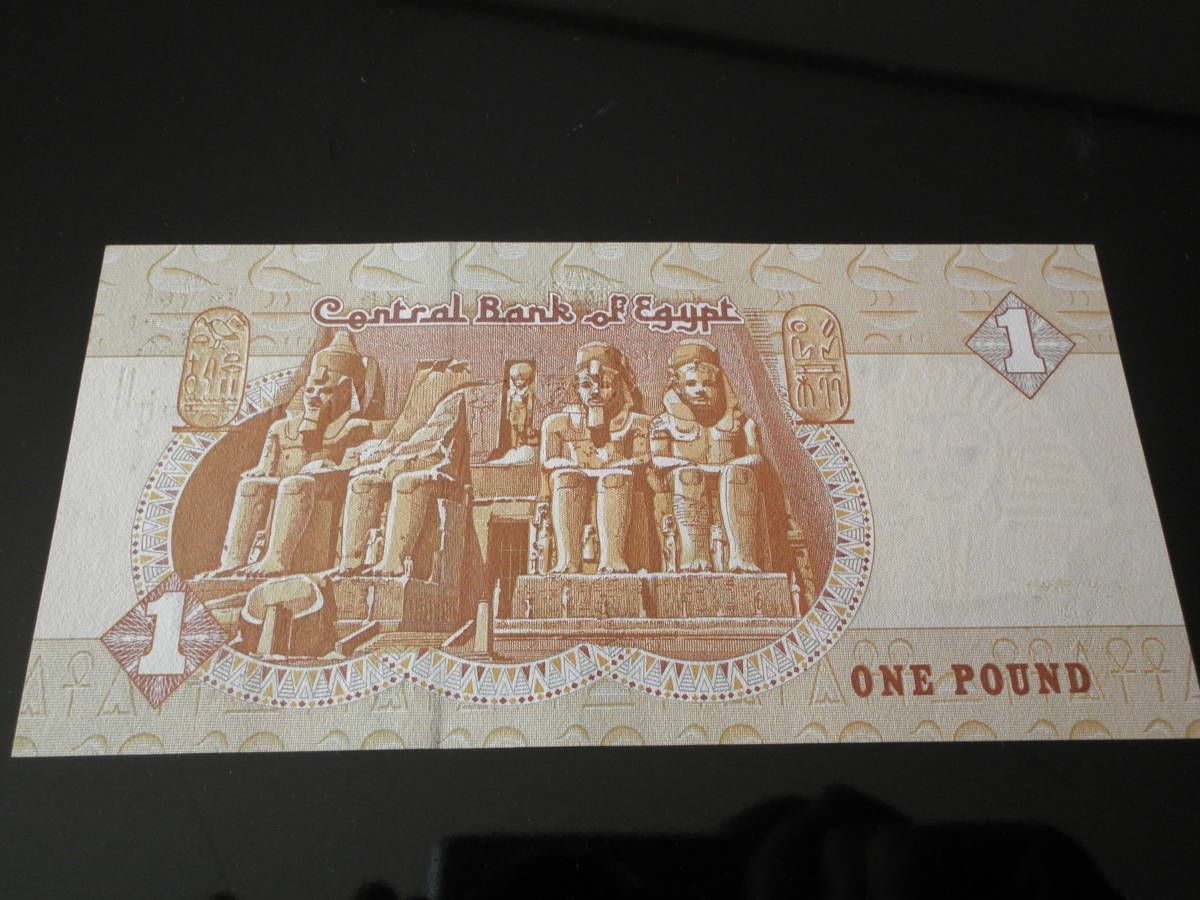 Central Bank of Egypt
1
1
ONE POUND